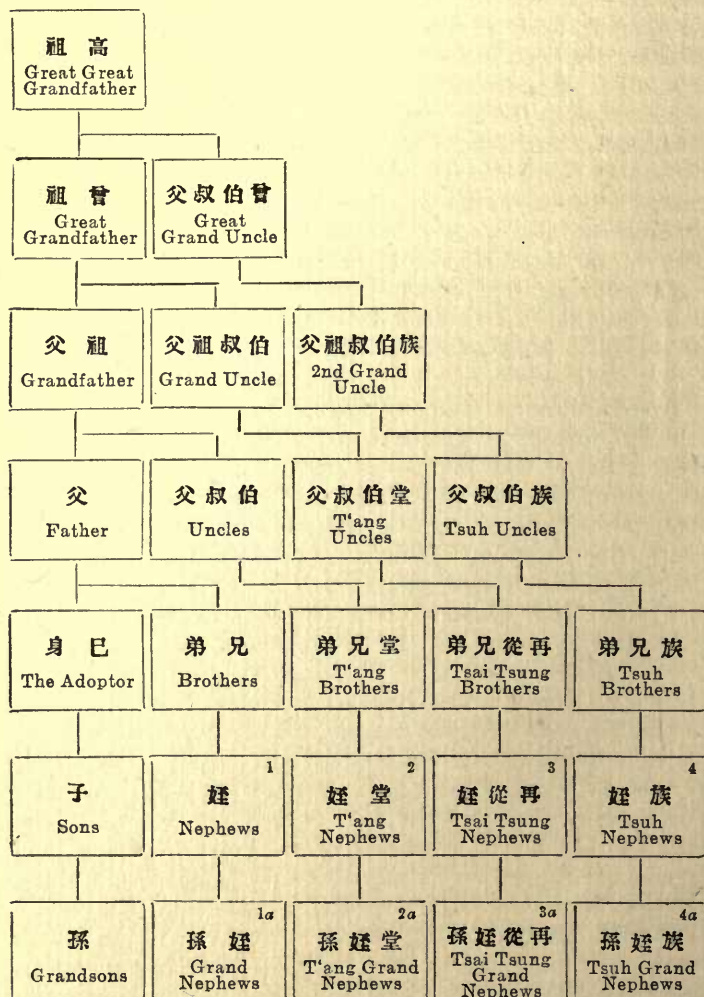 高祖
Great Great
Grandfather
曾祖
Great
Grandfather
曾伯叔父
Great
Grand Uncle
祖父
Grandfather
伯叔祖父
Grand Uncle
族伯叔祖父
2nd Grand
Uncle
父
Father
伯叔父
Uncles
堂伯叔父
T‘ang
Uncles
族伯叔父
Tsuh Uncles
巳身
The Adoptor
兄弟
Brothers
堂兄弟
T‘ang
Brothers
再從兄弟
Tsai Tsung
Brothers
族兄弟
Tsuh
Brothers
子
Sons
1
姪
Nephews
2
堂姪
T‘ang
Nephews
3
再從姪
Tsai Tsung
Nephews
4
族姪
Tsuh
Nephews
孫
Grandsons
1a
姪孫
Grand
Nephews
2a
堂姪孫
T‘ang Grand
Nephews
3a
再從姪孫
Tsai Tsung
Grand
Nephews
4a
族姪孫
Tsuh Grand
Nephews